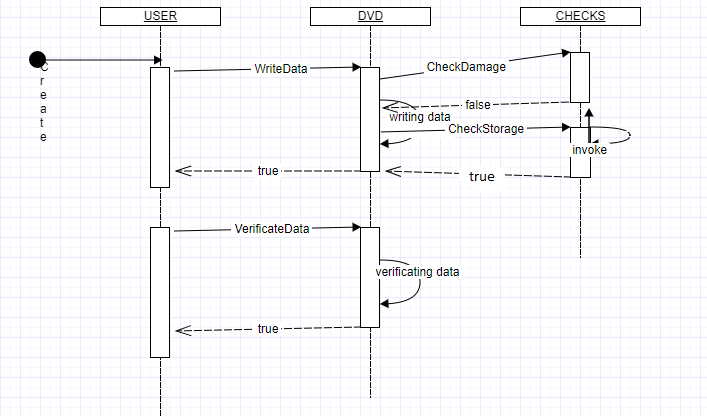 USER
DVD
CHECKS
Create
WriteData
CheckDamage
false
writing data
CheckStorage
invoke
true
true
VerificateData
verificating data
true